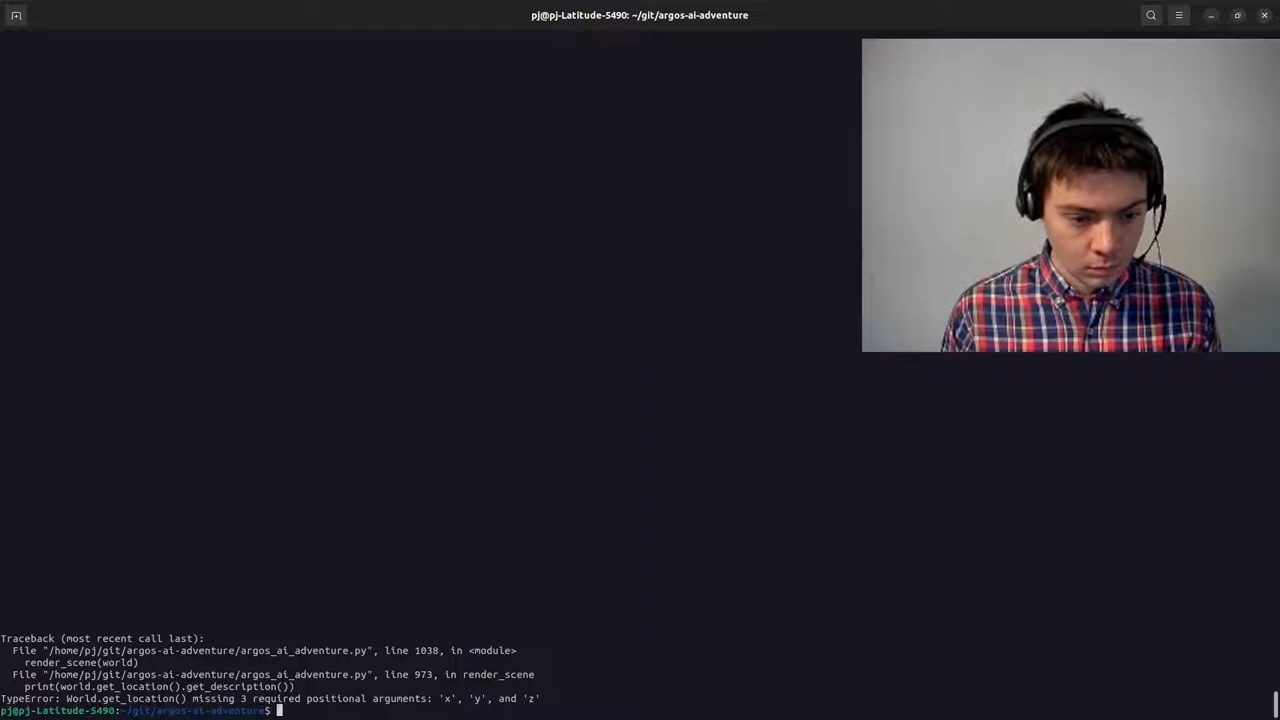 pj@pj-Latitude-5490: ~/git/argos-ai-adventure
Traceback (most recent call last):
  File "/home/pj/git/argos-ai-adventure/argos_ai_adventure.py", line 1038, in <module>
    render_scene(world)
  File "/home/pj/git/argos-ai-adventure/argos_ai_adventure.py", line 973, in render_scene
    print(world.get_location().get_description())
TypeError: World.get_location() missing 3 required positional arguments: 'x', 'y', and 'z'
pj@pj-Latitude-5490:~/git/argos-ai-adventure$